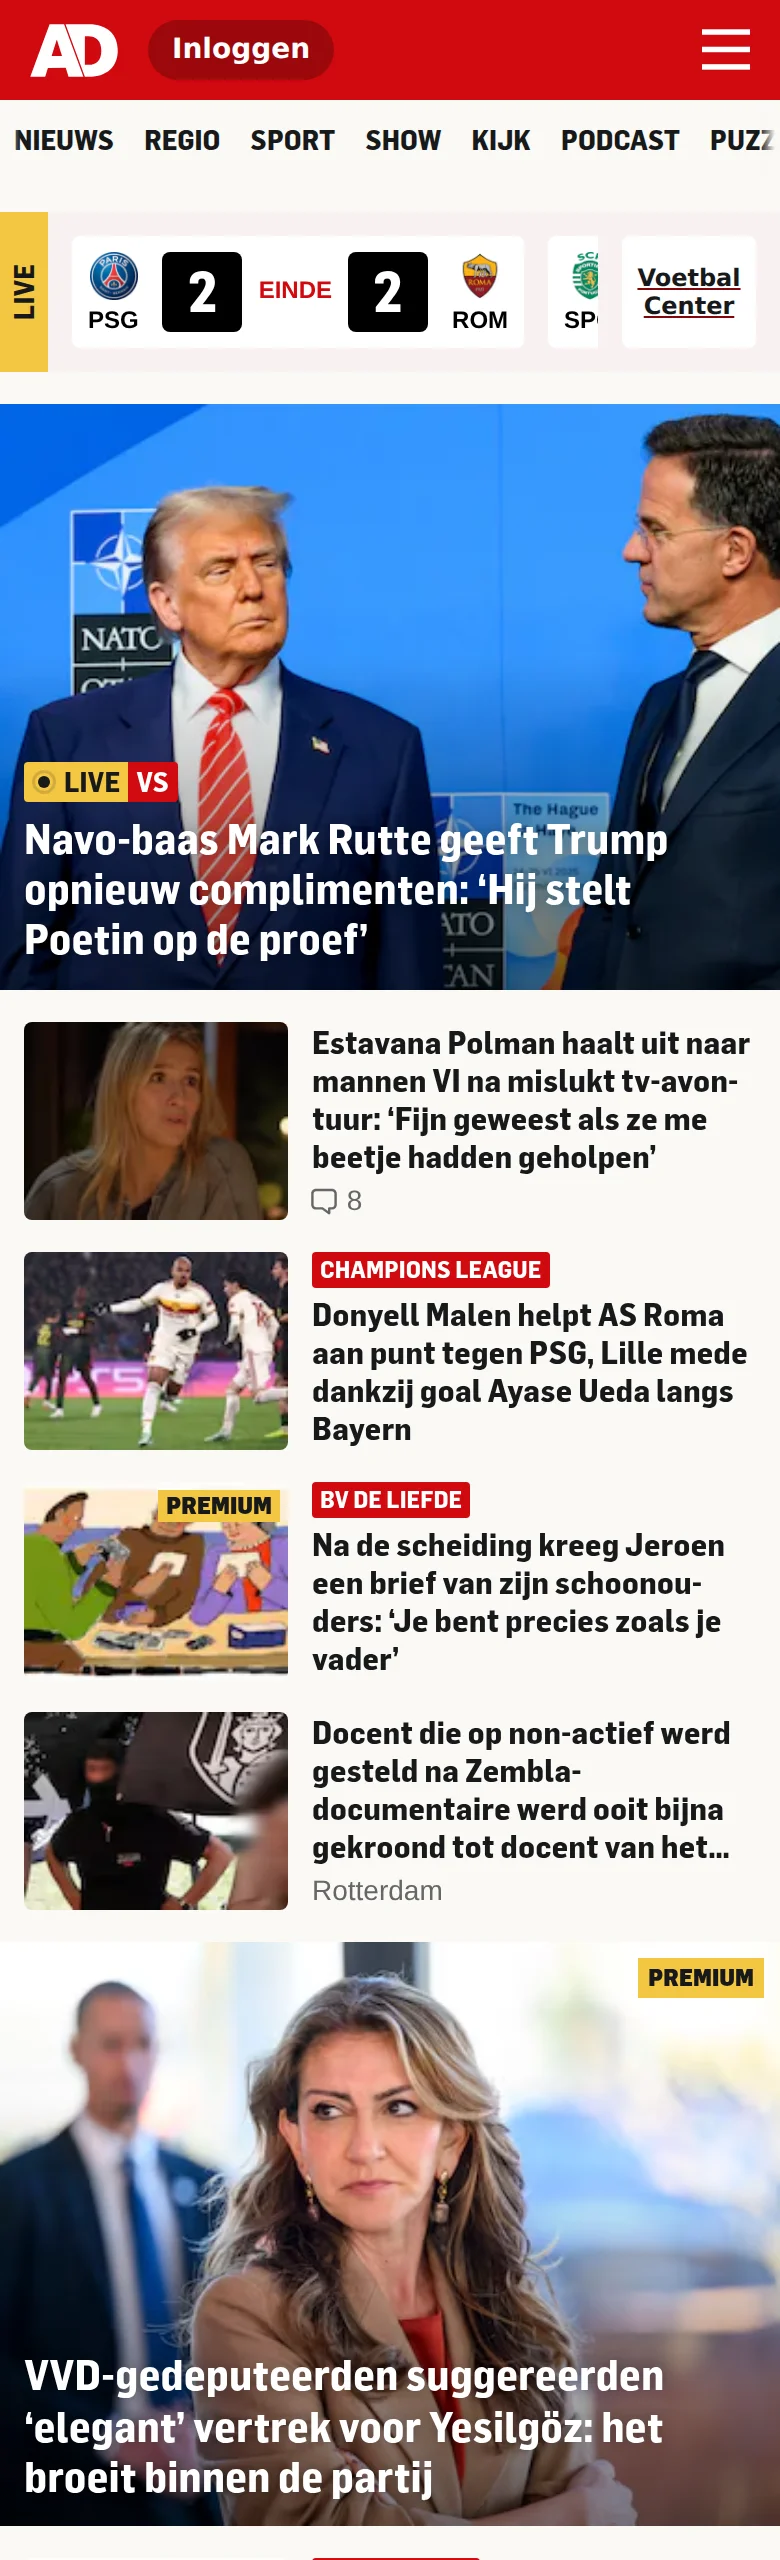 AD
Inloggen
NIEUWS REGIO SPORT SHOW KIJK PODCAST PUZZ
LIVE
PSG
2
EINDE
2
ROM
SPO
Voetbal
Center
NATO
LIVE VS
The Hague
Navo-baas Mark Rutte geeft Trump
opnieuw complimenten: ‘Hij stelt
Poetin op de proef’
Estavana Polman haalt uit naar
mannen VI na mislukt tv-avon-
tuur: ‘Fijn geweest als ze me
beetje hadden geholpen’
8
CHAMPIONS LEAGUE
Donyell Malen helpt AS Roma
aan punt tegen PSG, Lille mede
dankzij goal Ayase Ueda langs
Bayern
PREMIUM
BV DE LIEFDE
Na de scheiding kreeg Jeroen
een brief van zijn schoonou-
ders: ‘Je bent precies zoals je
vader’
Docent die op non-actief werd
gesteld na Zembla-
documentaire werd ooit bijna
gekroond tot docent van het...
Rotterdam
PREMIUM
VVD-gedeputeerden suggereerden
‘elegant’ vertrek voor Yesilgöz: het
broeit binnen de partij